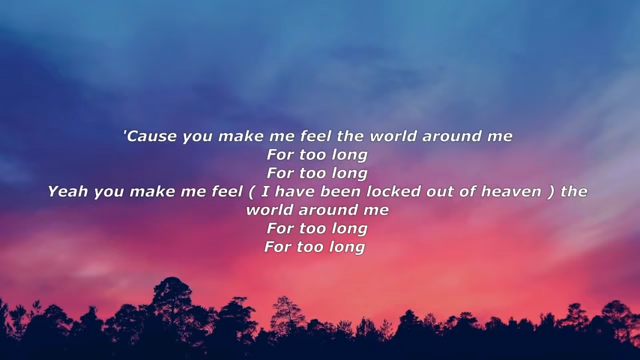 'Cause you make me feel the world around me
For too long
For too long
Yeah you make me feel ( I have been locked out of heaven ) the
world around me
For too long
For too long